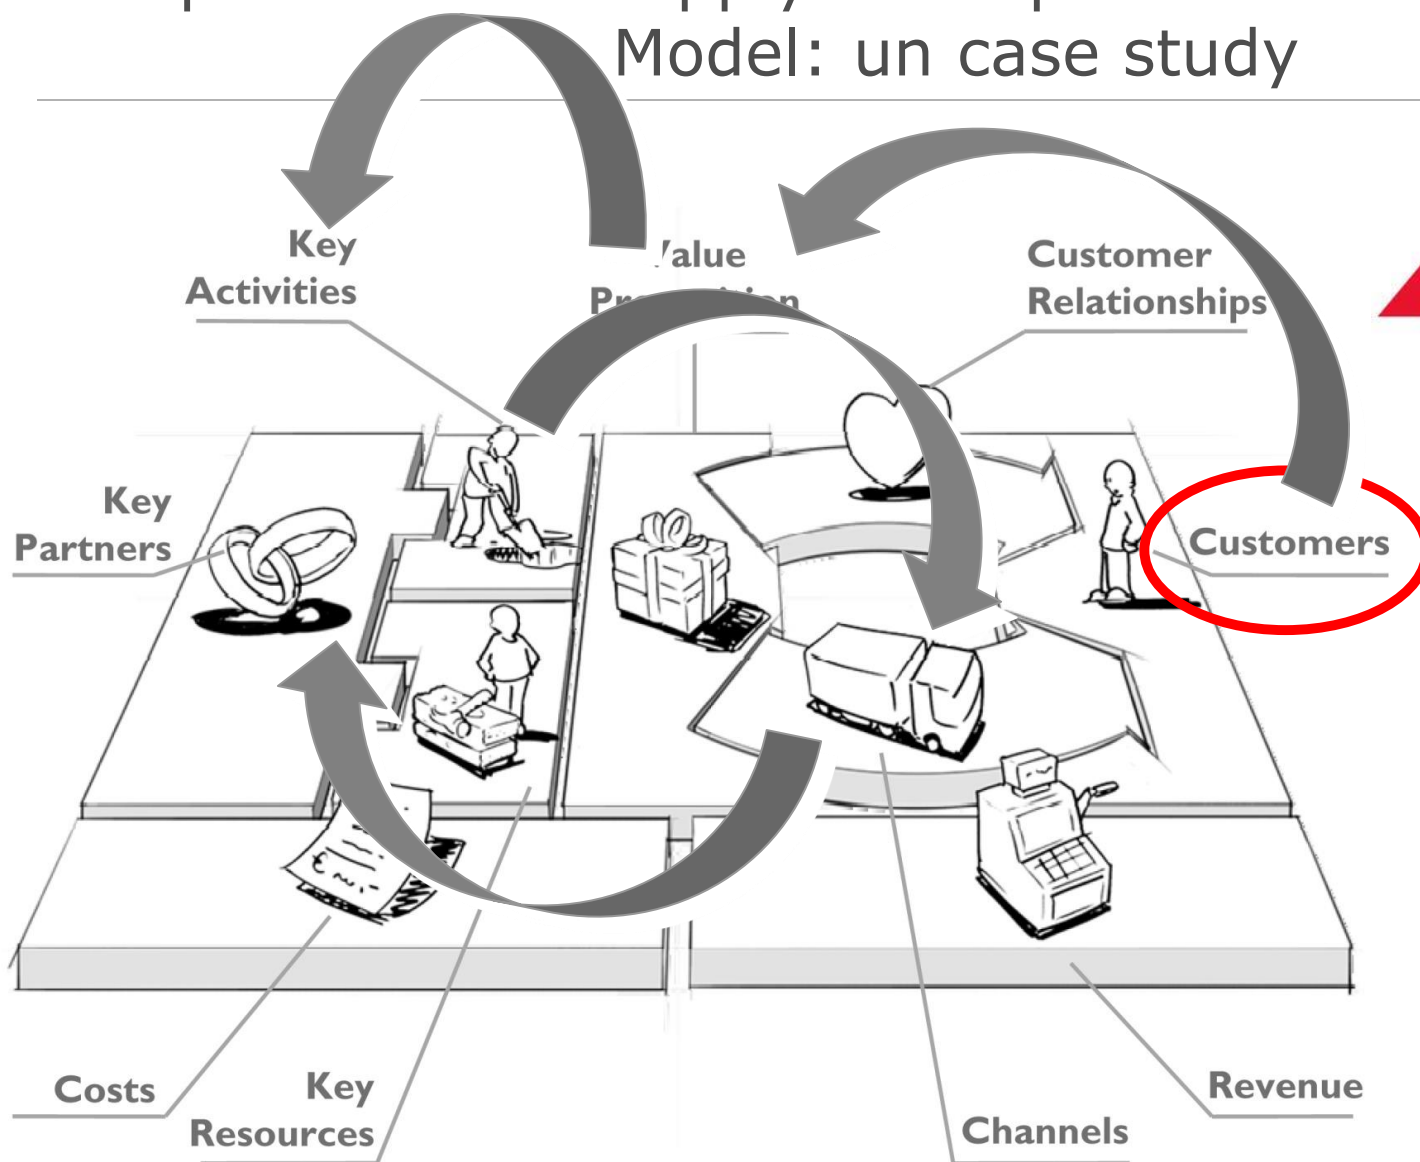 Model: un case study
Key
Activities
Customer
Relationships
Key
Partners
Customers
Costs
Key
Resources
Channels
Revenue